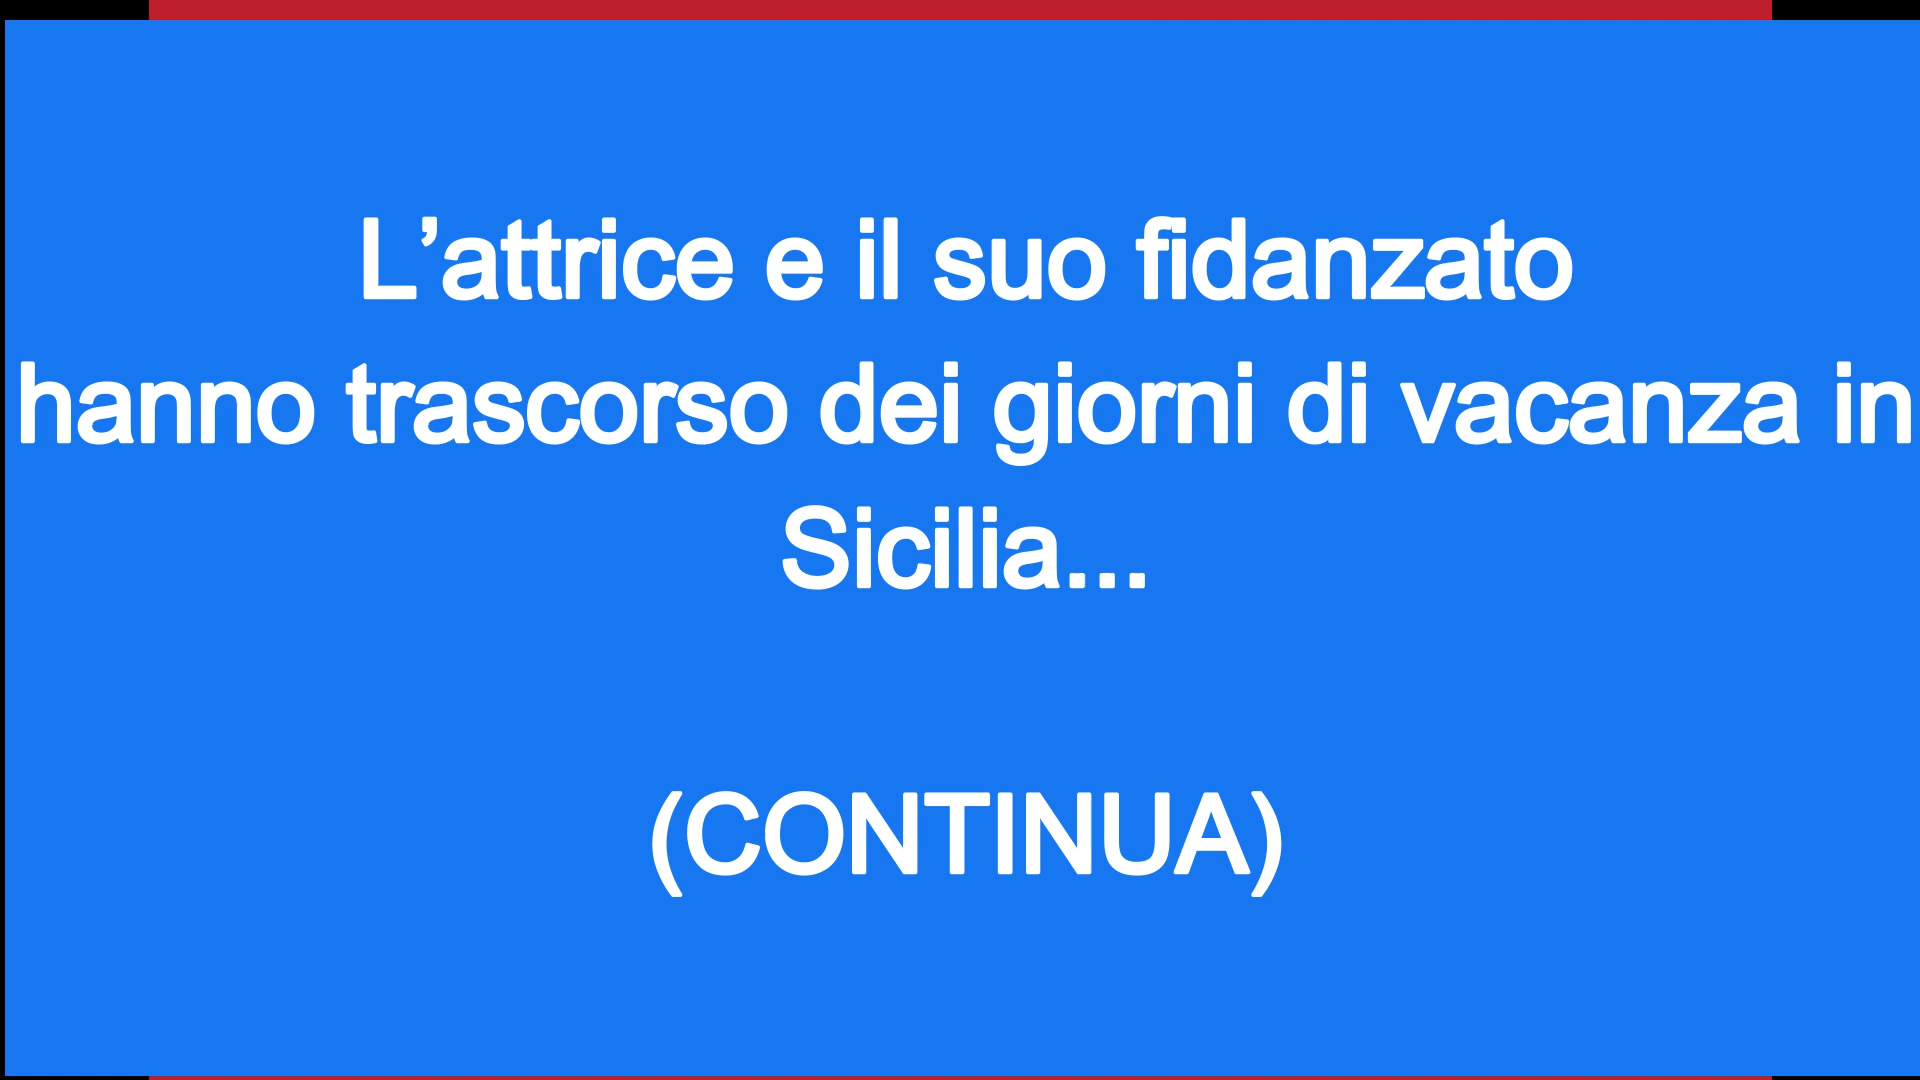 L’attrice e il suo fidanzato
hanno trascorso dei giorni di vacanza in
Sicilia...
(CONTINUA)